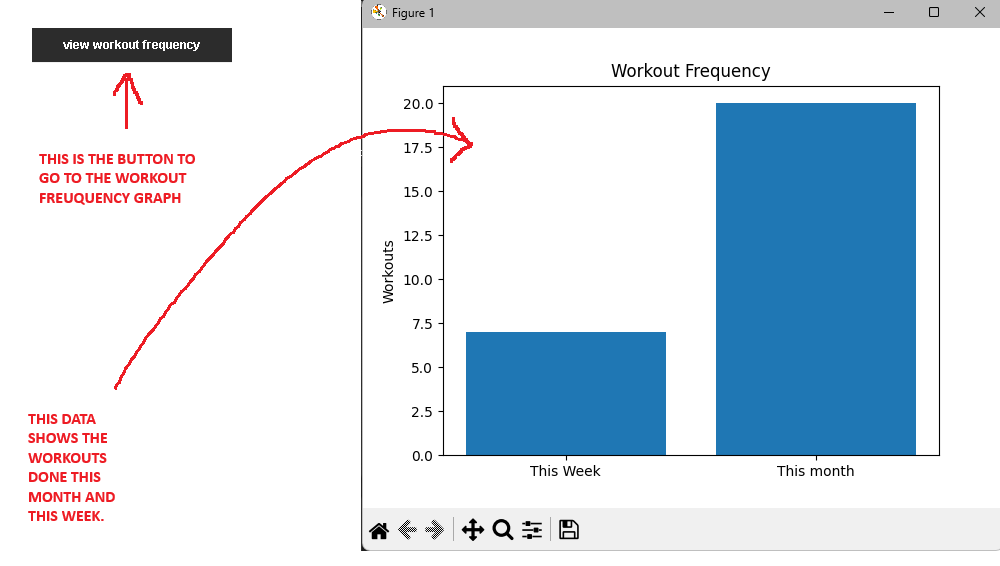 view workout frequency
THIS IS THE BUTTON TO
GO TO THE WORKOUT
FREUQUENCY GRAPH
THIS DATA
SHOWS THE
WORKOUTS
DONE THIS
MONTH AND
THIS WEEK.
Figure 1
Workout Frequency
Workouts
20.0
17.5
15.0
12.5
10.0
7.5
5.0
2.5
0.0
This Week
This month